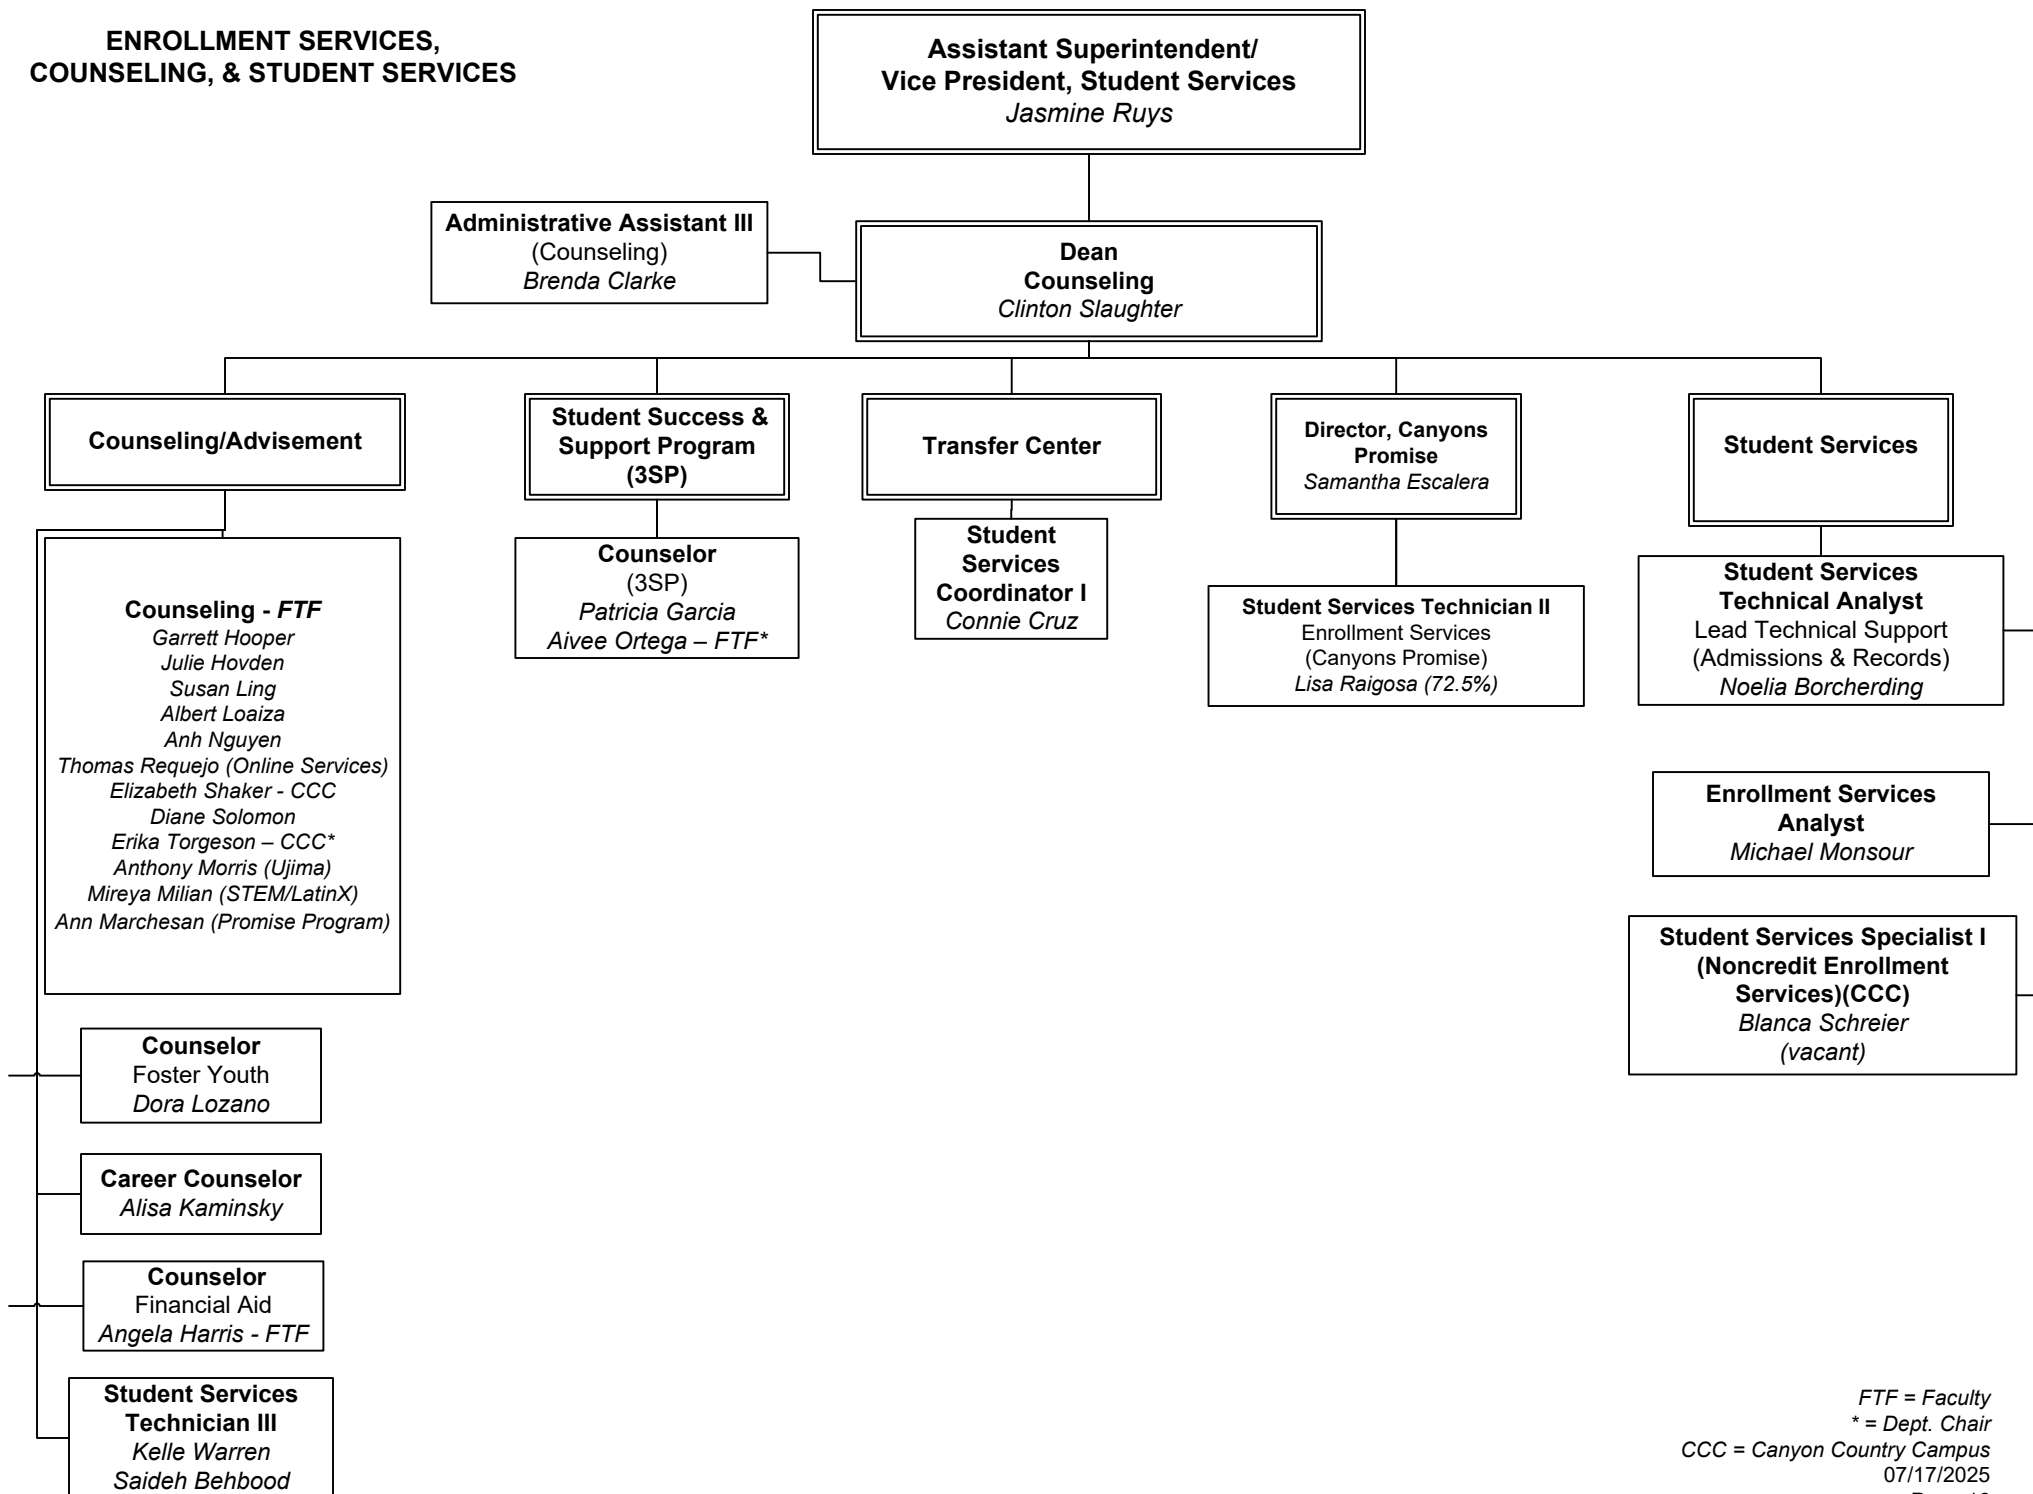 ENROLLMENT SERVICES,
COUNSELING, & STUDENT SERVICES
Assistant Superintendent/
Vice President, Student Services
Jasmine Ruys
Administrative Assistant III
(Counseling)
Brenda Clarke
Dean
Counseling
Clinton Slaughter
Counseling/Advisement
Student Success &
Support Program
(3SP)
Transfer Center
Director, Canyons
Promise
Samantha Escalera
Student Services
Counseling - FTF
Garrett Hooper
Julie Hovden
Susan Ling
Albert Loaiza
Anh Nguyen
Thomas Requejo (Online Services)
Elizabeth Shaker - CCC
Diane Solomon
Erika Torgeson – CCC*
Anthony Morris (Ujima)
Mireya Milian (STEM/LatinX)
Ann Marchesan (Promise Program)
Counselor
(3SP)
Patricia Garcia
Aivee Ortega – FTF*
Student
Services
Coordinator I
Connie Cruz
Student Services Technician II
Enrollment Services
(Canyons Promise)
Lisa Raigosa (72.5%)
Student Services
Technical Analyst
Lead Technical Support
(Admissions & Records)
Noelia Borcherding
Enrollment Services
Analyst
Michael Monsour
Student Services Specialist I
(Noncredit Enrollment
Services)(CCC)
Blanca Schreier
(vacant)
Counselor
Foster Youth
Dora Lozano
Career Counselor
Alisa Kaminsky
Counselor
Financial Aid
Angela Harris - FTF
Student Services
Technician III
Kelle Warren
Saideh Behbood
FTF = Faculty
* = Dept. Chair
CCC = Canyon Country Campus
07/17/2025